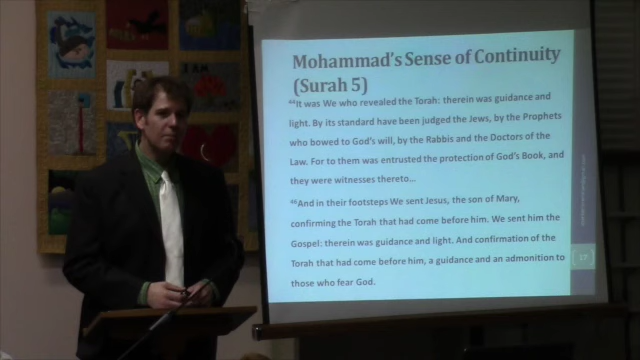 Mohammad's Sense of Continuity
(Surah 5)
44It was We who revealed the Torah: therein was guidance and
light. By its standard have been judged the Jews, by the Prophets
who bowed to God's will, by the Rabbis and the Doctors of the
Law. For to them was entrusted the protection of God's Book, and
they were witnesses thereto...
46And in their footsteps We sent Jesus, the son of Mary,
confirming the Torah that had come before him. We sent him the
Gospel: therein was guidance and light. And confirmation of the
Torah that had come before him, a guidance and an admonition to
those who fear God.